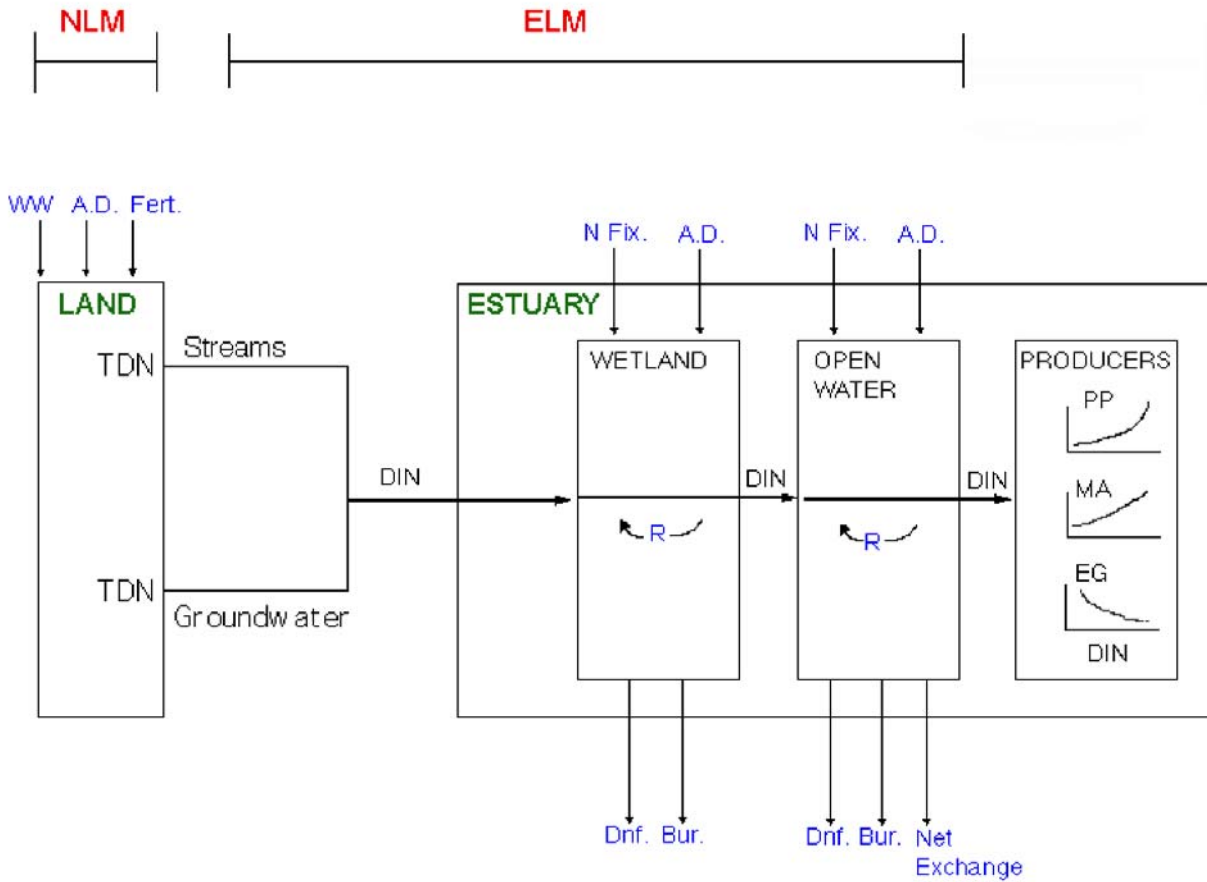 NLM
ELM
WW A.D. Fert.
N Fix. A.D. N Fix. A.D.
LAND
ESTUARY
TDN
Streams
WETLAND
OPEN
WATER
PRODUCERS
PP
DIN
DIN
DIN
MA
R
R
EG
TDN
Groundwater
DIN
Dnf. Bur.
Dnf. Bur. Net
Exchange